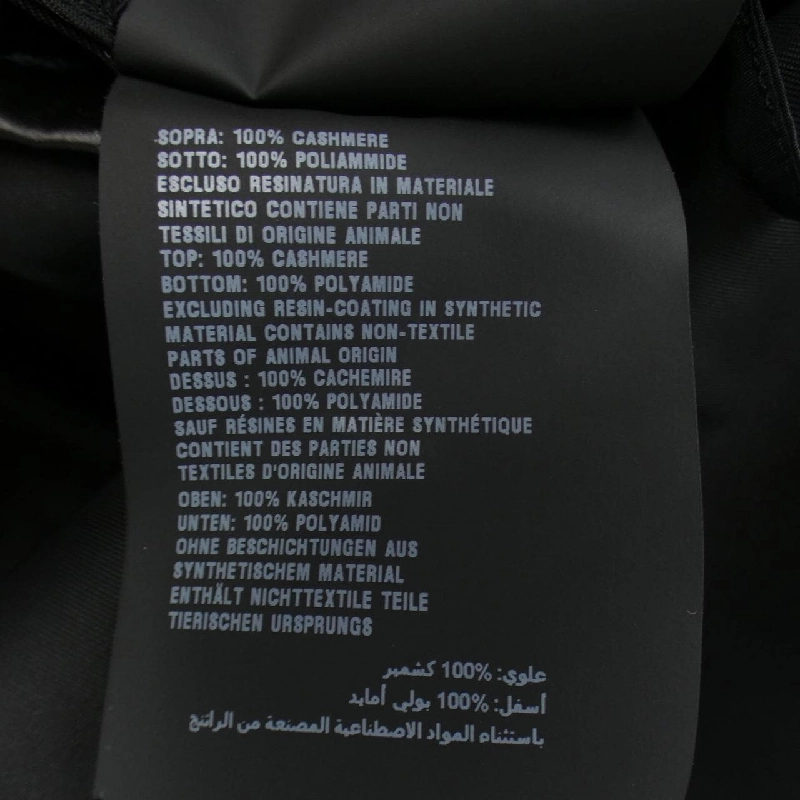 SOPRA: 100% CASHMERE
SOTTO: 100% POLIAMMIDE
ESCLUSO RESINATURA IN MATERIALE
SINTETICO CONTIENE PARTI NON
TESSILI DI ORIGINE ANIMALE
TOP: 100% CASHMERE
BOTTOM: 100% POLYAMIDE
EXCLUDING RESIN-COATING IN SYNTHETIC
MATERIAL CONTAINS NON-TEXTILE
PARTS OF ANIMAL ORIGIN
DESSUS : 100% CACHEMIRE
DESSOUS : 100% POLYAMIDE
SAUF RÉSINES EN MATIÈRE SYNTHÉTIQUE
CONTIENT DES PARTIES NON
TEXTILES D'ORIGINE ANIMALE
OBEN: 100% KASCHMIR
UNTEN: 100% POLYAMID
OHNE BESCHICHTUNGEN AUS
SYNTHETISCHEM MATERIAL
ENTHÄLT NICHTTEXTILE TEILE
TIERISCHEN URSPRUNGS
علوي: 100% كشمير
أسفل: 100% بولي أمايد
باستثناء المواد الاصطناعية المصنعة من الراتنج